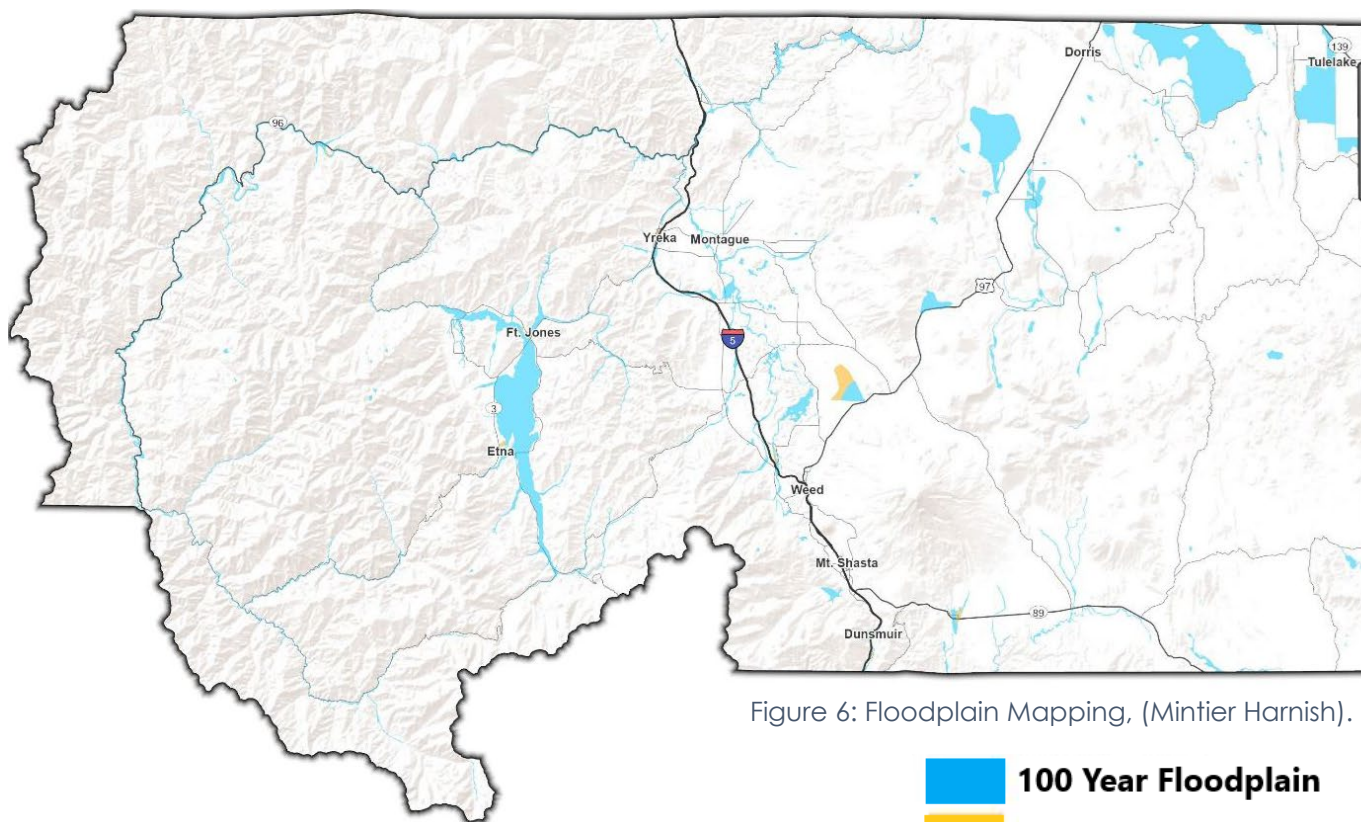 Dorris
139
Tulelake
96
Yreka
Montague
97
Ft. Jones
5
3
Etna
Weed
Mt. Shasta
89
Dunsmuir
Figure 6: Floodplain Mapping, (Mintier Harnish).
100 Year Floodplain